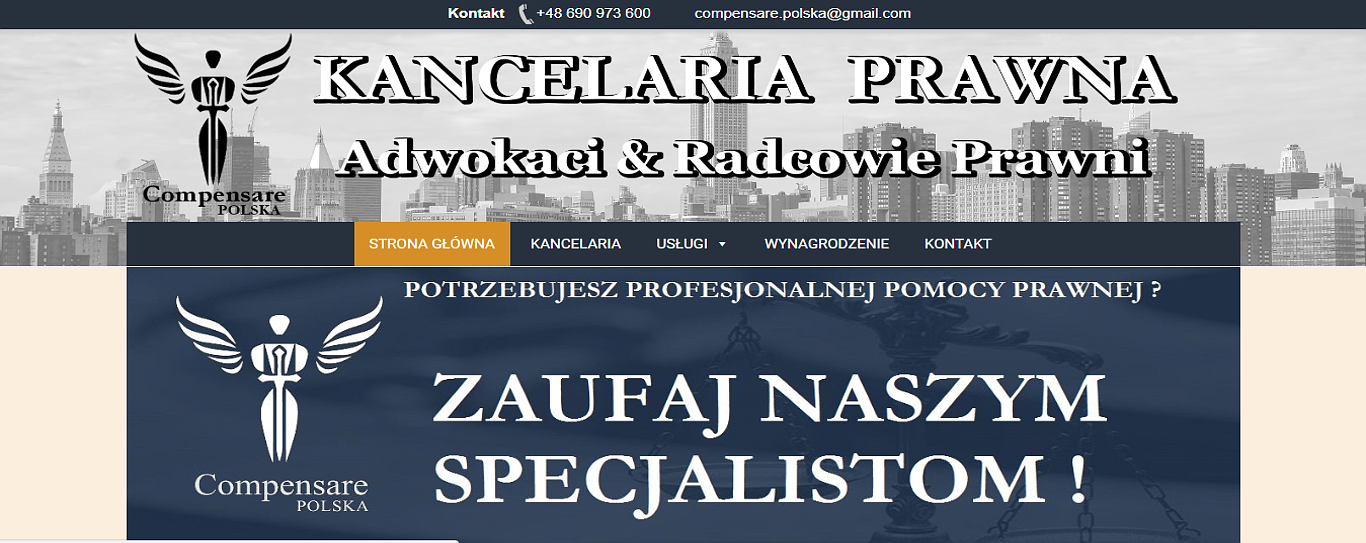 Kontakt +48 690 973 600 compensare.polska@gmail.com
KANCELARIA PRAWNA
Adwokaci & Radcowie Prawni
Compensare
POLSKA
STRONA GŁÓWNA KANCELARIA USŁUGI WYNAGRODZENIE KONTAKT
POTRZEBUJESZ PROFESJONALNEJ POMOCY PRAWNEJ ?
ZAUFAJ NASZYM
SPECJALISTOM !
Compensare
POLSKA